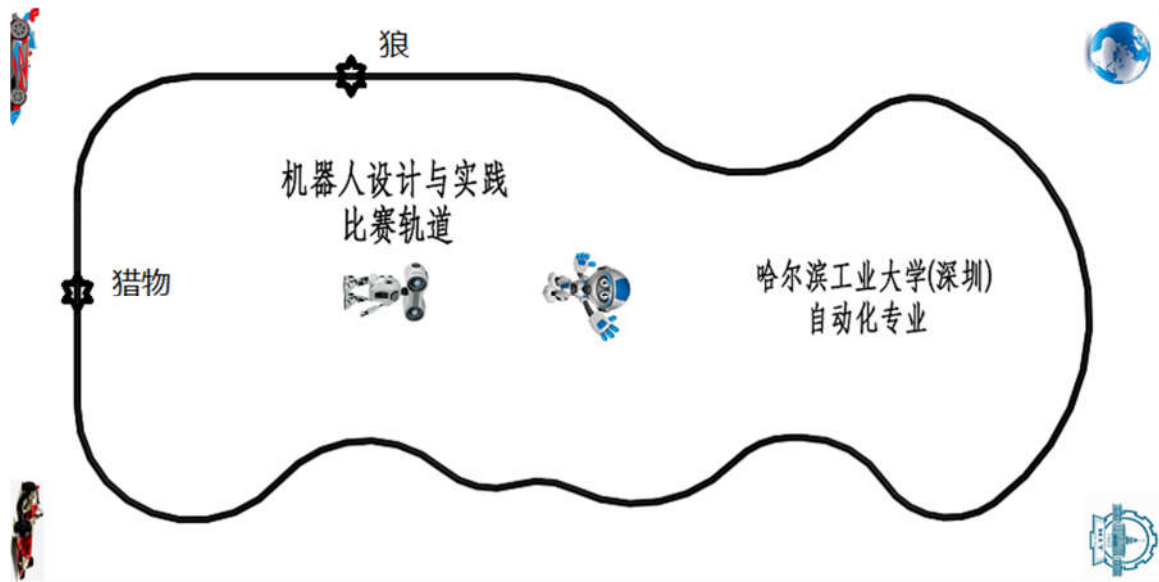 狼
机器人设计与实践
比赛轨道
猎物
哈尔滨工业大学(深圳)
自动化专业